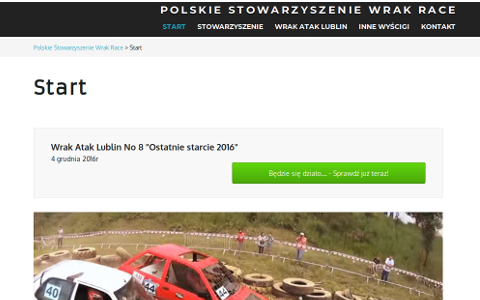 POLSKIE STOWARZYSZENIE WRAK RACE
START STOWARZYSZENIE WRAK ATAK LUBLIN INNE WYŚCIGI KONTAKT
Polskie Stowarzyszenie Wrak Race > Start
Start
Wrak Atak Lublin No 8 "Ostatnie starcie 2016"
4 grudnia 2016r
Będzie się działo.... - Sprawdź już teraz!
40
44
44